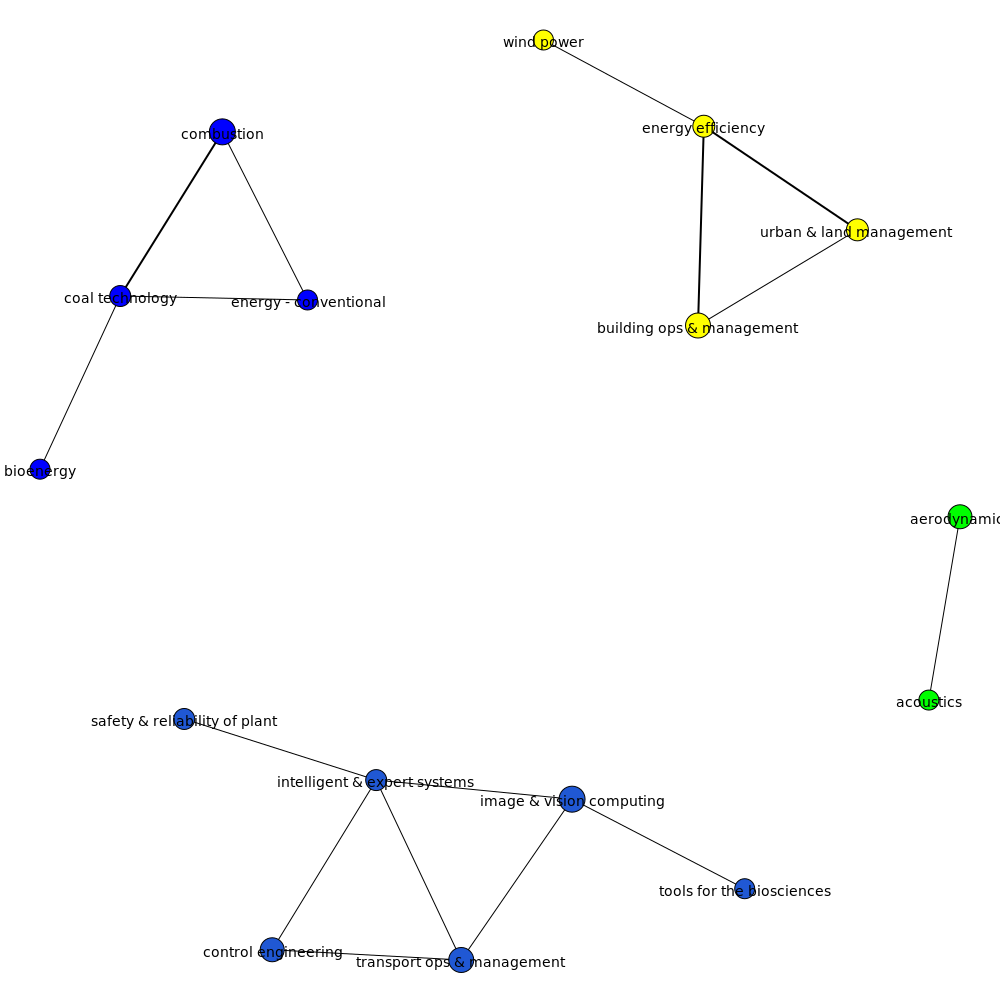 wind power
combustion
energy efficiency
urban & land management
coal technology
energy - conventional
building ops & management
bioenergy
aerodynamic
acoustics
safety & reliability of plant
intelligent & expert systems
image & vision computing
tools for the biosciences
control engineering
transport ops & management